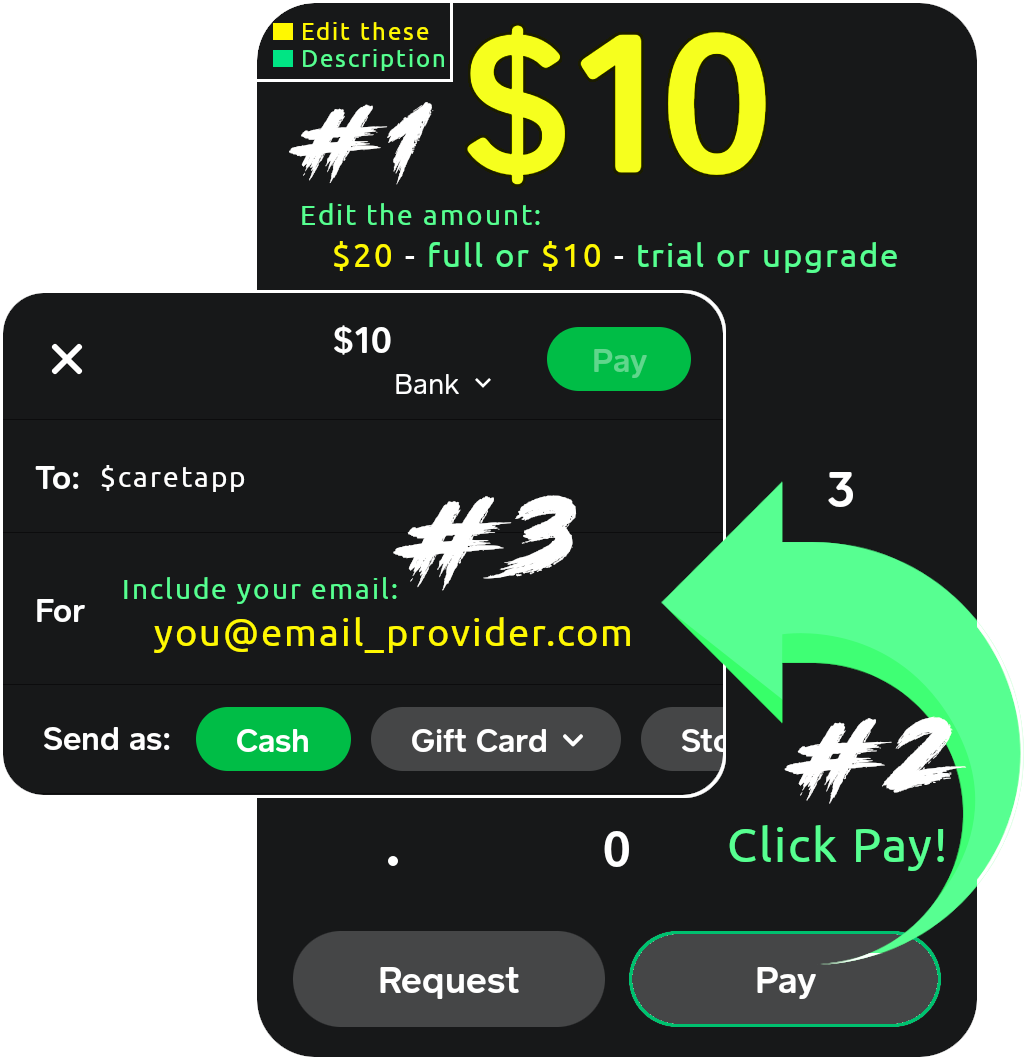 Edit these
Description
#1
$10
Edit the amount:
$20 - full or $10 - trial or upgrade
$10
Bank
Pay
To: $caretapp
3
#3
Include your email:
For
you@email_provider.com
Send as: Cash Gift Card Sto
#2
. 0
Click Pay!
Request Pay